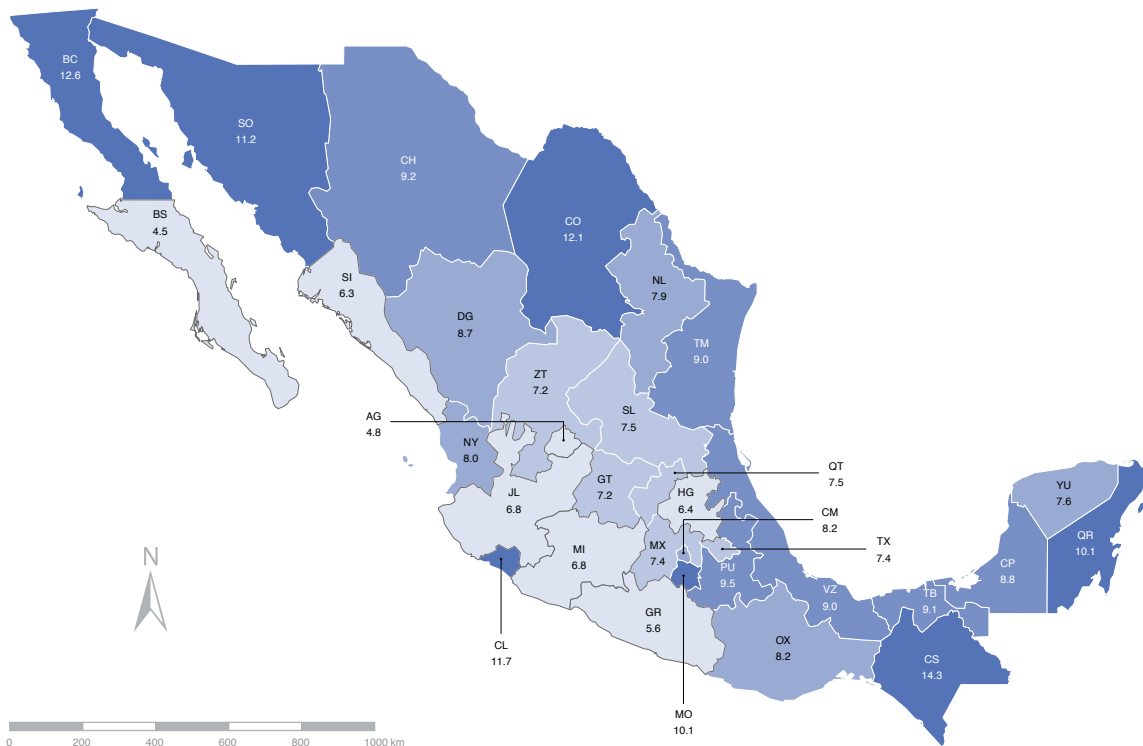 BC
12.6
SO
11.2
CH
9.2
BS
4.5
CO
12.1
SI
6.3
NL
7.9
DG
8.7
TM
9.0
ZT
7.2
SL
7.5
AG
4.8
NY
8.0
QT
7.5
GT
7.2
HG
6.4
JL
6.8
YU
7.6
CM
8.2
QR
10.1
TX
7.4
MX
7.4
MI
6.8
N
PU
9.5
CP
8.8
VZ
9.0
TB
9.1
GR
5.6
OX
8.2
CL
11.7
CS
14.3
MO
10.1
0 200 400 600 800 1000 km